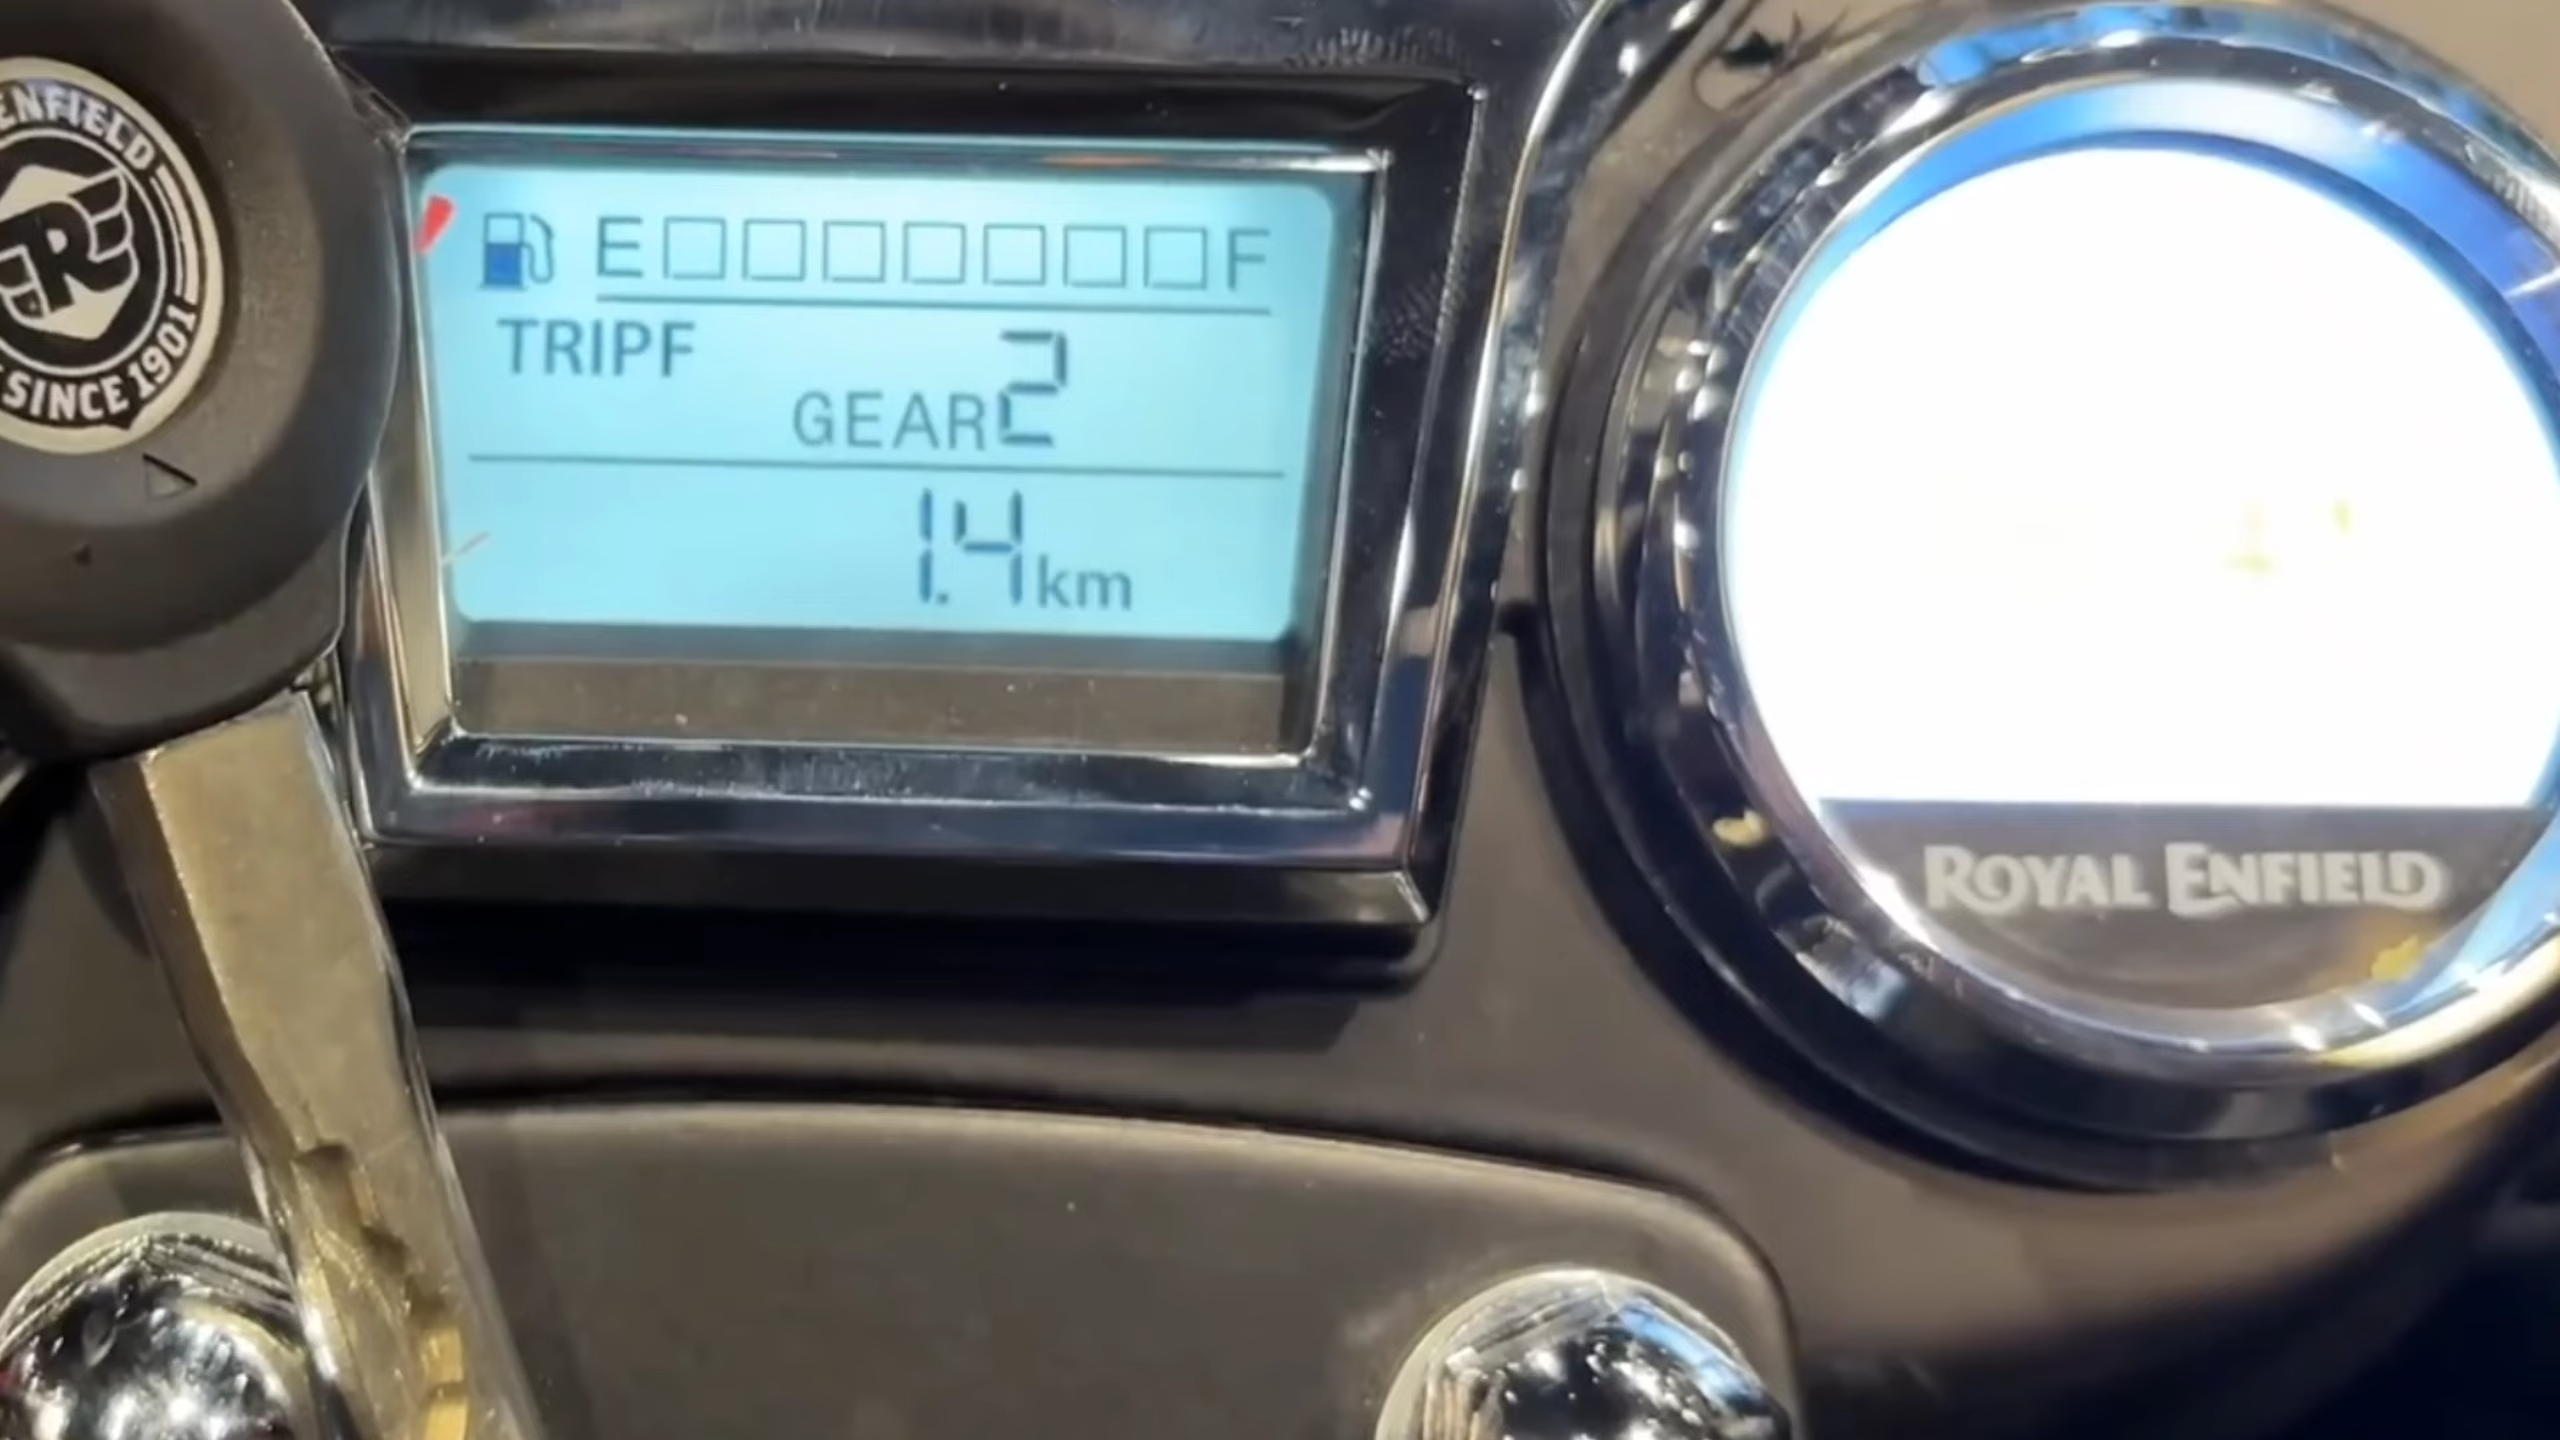 ENFIELD
R
SINCE 1901
E F
TRIPF
GEAR 2
1.4 km
ROYAL ENFIELD